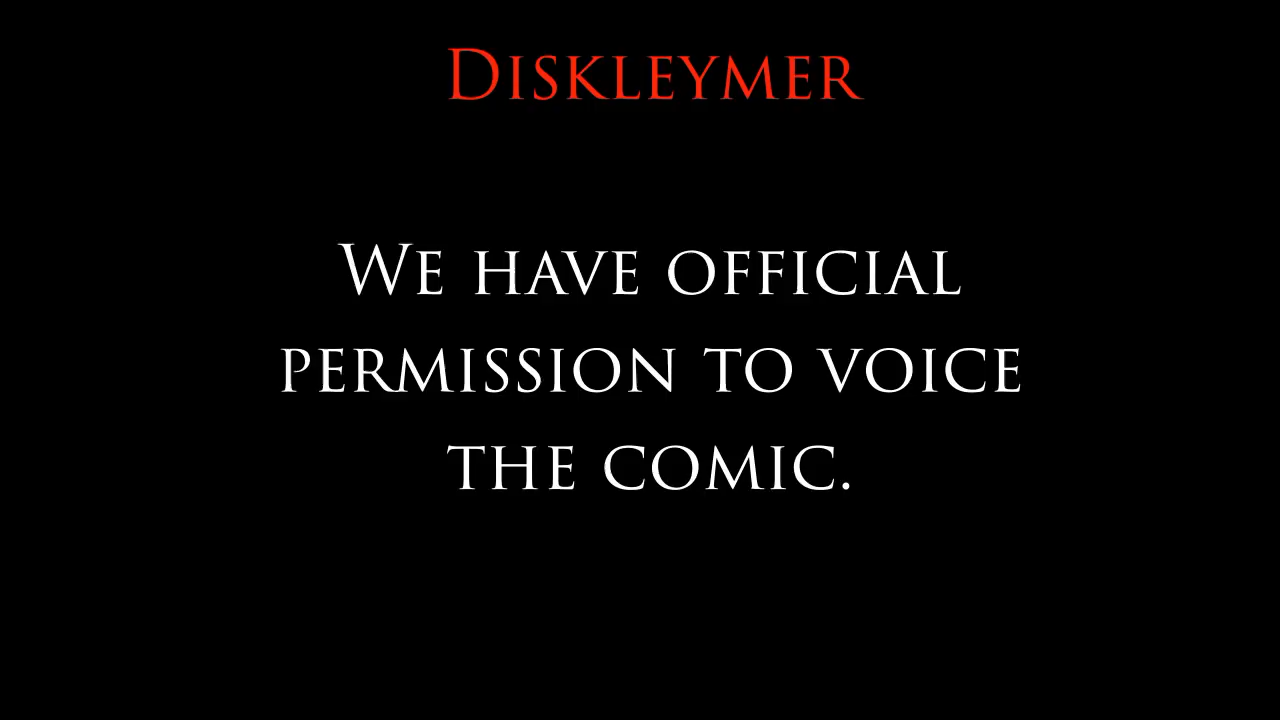 Diskleymer
We have official
permission to voice
the comic.